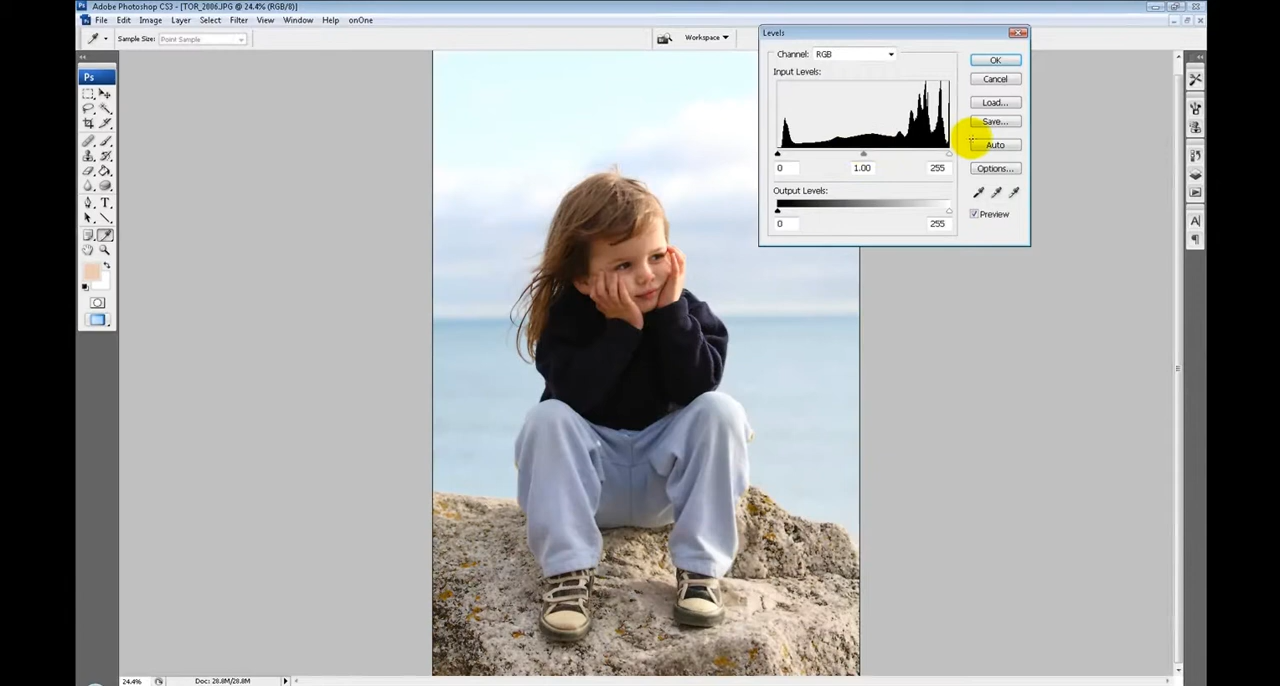 Adobe Photoshop CS3 - [TOR_2006.JPG @ 24.4% (RGB/8)]
File Edit Image Layer Select Filter View Window Help onOne
Sample Size: Point Sample
Workspace
Levels
Channel: RGB
Input Levels:
0 1.00 255
Output Levels:
0 255
OK
Cancel
Load...
Save...
Auto
Options...
Preview
Ps
T
A
24.4% Doc: 28.8M/28.8M